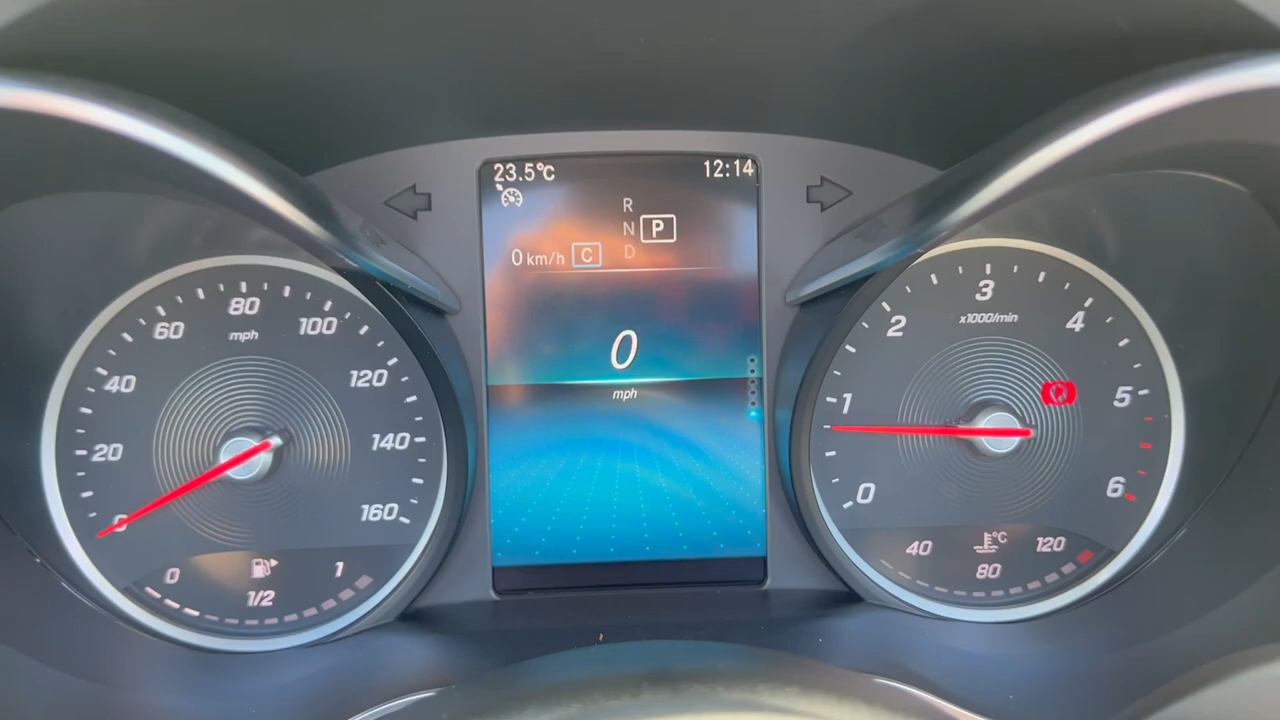 23.5°C 12:14
R
N P
D
0 km/h C
0
mph
0 20 40 60 80 100 120 140 160
mph
0 1/2 1
0 1 2 3 4 5 6
x1000/min
40 80 120
°C